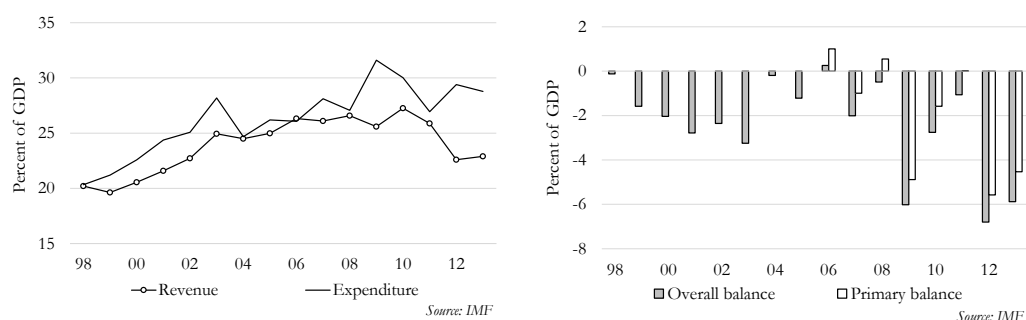 35
30
25
20
15
Percent of GDP
98 00 02 04 06 08 10 12
Revenue Expenditure
Source: IMF
2
0
-2
-4
-6
-8
Percent of GDP
98 00 02 04 06 08 10 12
Overall balance Primary balance
Source: IMF